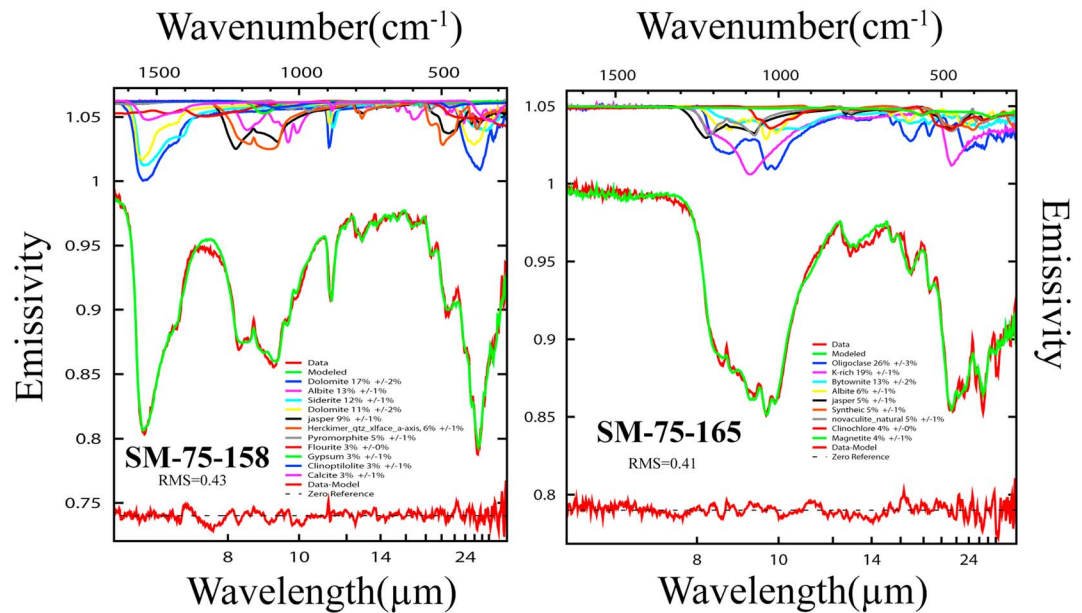 Wavenumber(cm-1)
1500 1000 500
Emissivity
1.05
1
0.95
0.9
0.85
0.8
0.75
Data
Modeled
Dolomite 17% +/-2%
Albite 13% +/-1%
Siderite 12% +/-1%
Dolomite 11% +/-2%
jasper 9% +/-1%
Herckimer_qtz_xlface_a-axis, 6% +/-1%
Pyromorphite 5% +/-1%
Flourite 3% +/-0%
Gypsum 3% +/-1%
Clinoptilolite 3% +/-1%
Calcite 3% +/-1%
Data-Model
Zero Reference
SM-75-158
RMS=0.43
8 10 14 24
Wavelength(µm)
Wavenumber(cm-1)
1500 1000 500
1.05
1
0.95
0.9
0.85
0.8
Data
Modeled
Oligoclase 26% +/-3%
K-rich 19% +/-1%
Bytownite 13% +/-2%
Albite 6% +/-1%
jasper 5% +/-1%
Syntheic 5% +/-1%
Novaculite_natural 5% +/-1%
Clinochlore 4% +/-0%
Magnetite 4% +/-1%
Data-Model
Zero Reference
SM-75-165
RMS=0.41
8 10 14 24
Wavelength(µm)
Emissivity